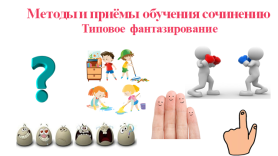 Методы и приёмы обучения сочинению
Типовое фантазирование